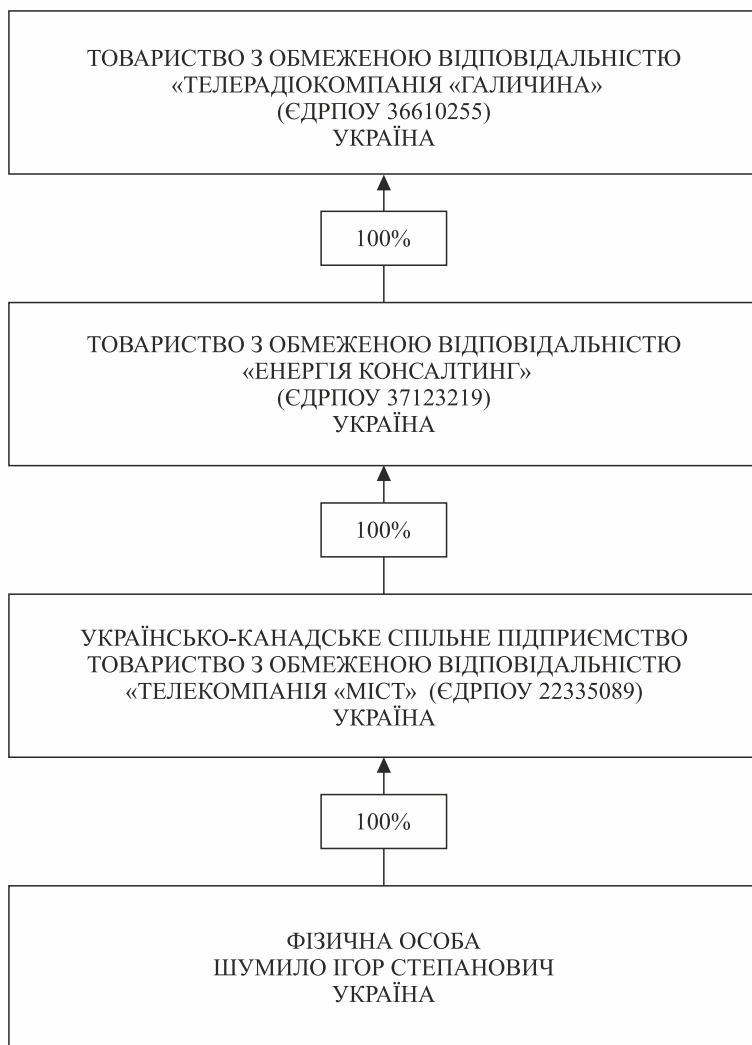 ТОВАРИСТВО З ОБМЕЖЕНОЮ ВІДПОВІДАЛЬНІСТЮ
«ТЕЛЕРАДІОКОМПАНІЯ «ГАЛИЧИНА»
(ЄДРПОУ 36610255)
УКРАЇНА
100%
ТОВАРИСТВО З ОБМЕЖЕНОЮ ВІДПОВІДАЛЬНІСТЮ
«ЕНЕРГІЯ КОНСАЛТИНГ»
(ЄДРПОУ 37123219)
УКРАЇНА
100%
УКРАЇНСЬКО-КАНАДСЬКЕ СПІЛЬНЕ ПІДПРИЄМСТВО
ТОВАРИСТВО З ОБМЕЖЕНОЮ ВІДПОВІДАЛЬНІСТЮ
«ТЕЛЕКОМПАНІЯ «МІСТ» (ЄДРПОУ 22335089)
УКРАЇНА
100%
ФІЗИЧНА ОСОБА
ШУМИЛО ІГОР СТЕПАНОВИЧ
УКРАЇНА